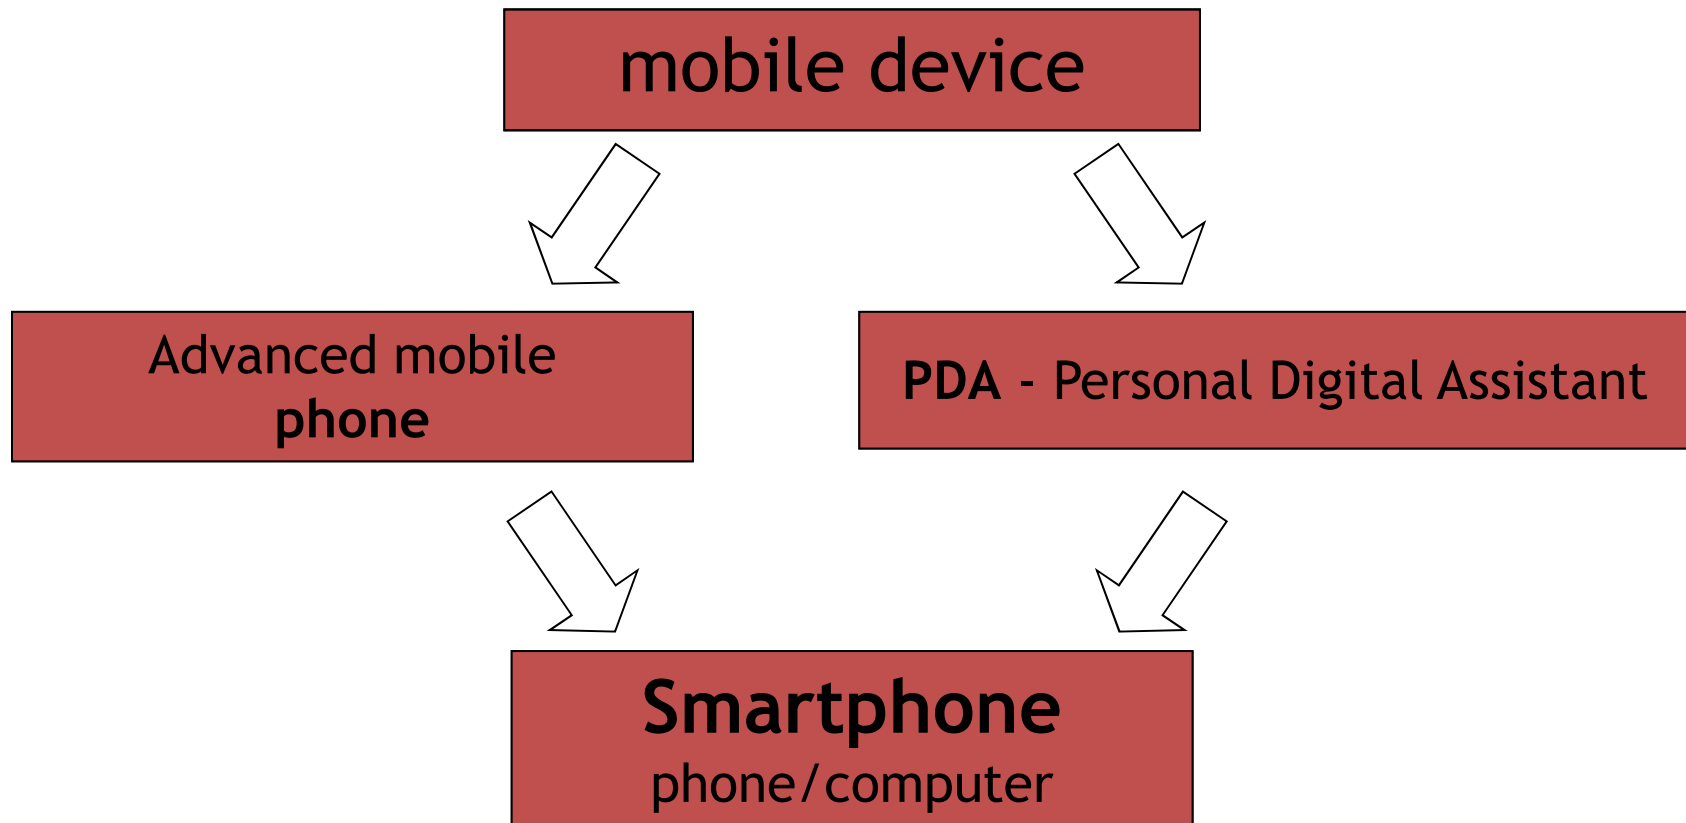 mobile device
Advanced mobile
phone
PDA - Personal Digital Assistant
Smartphone
phone/computer